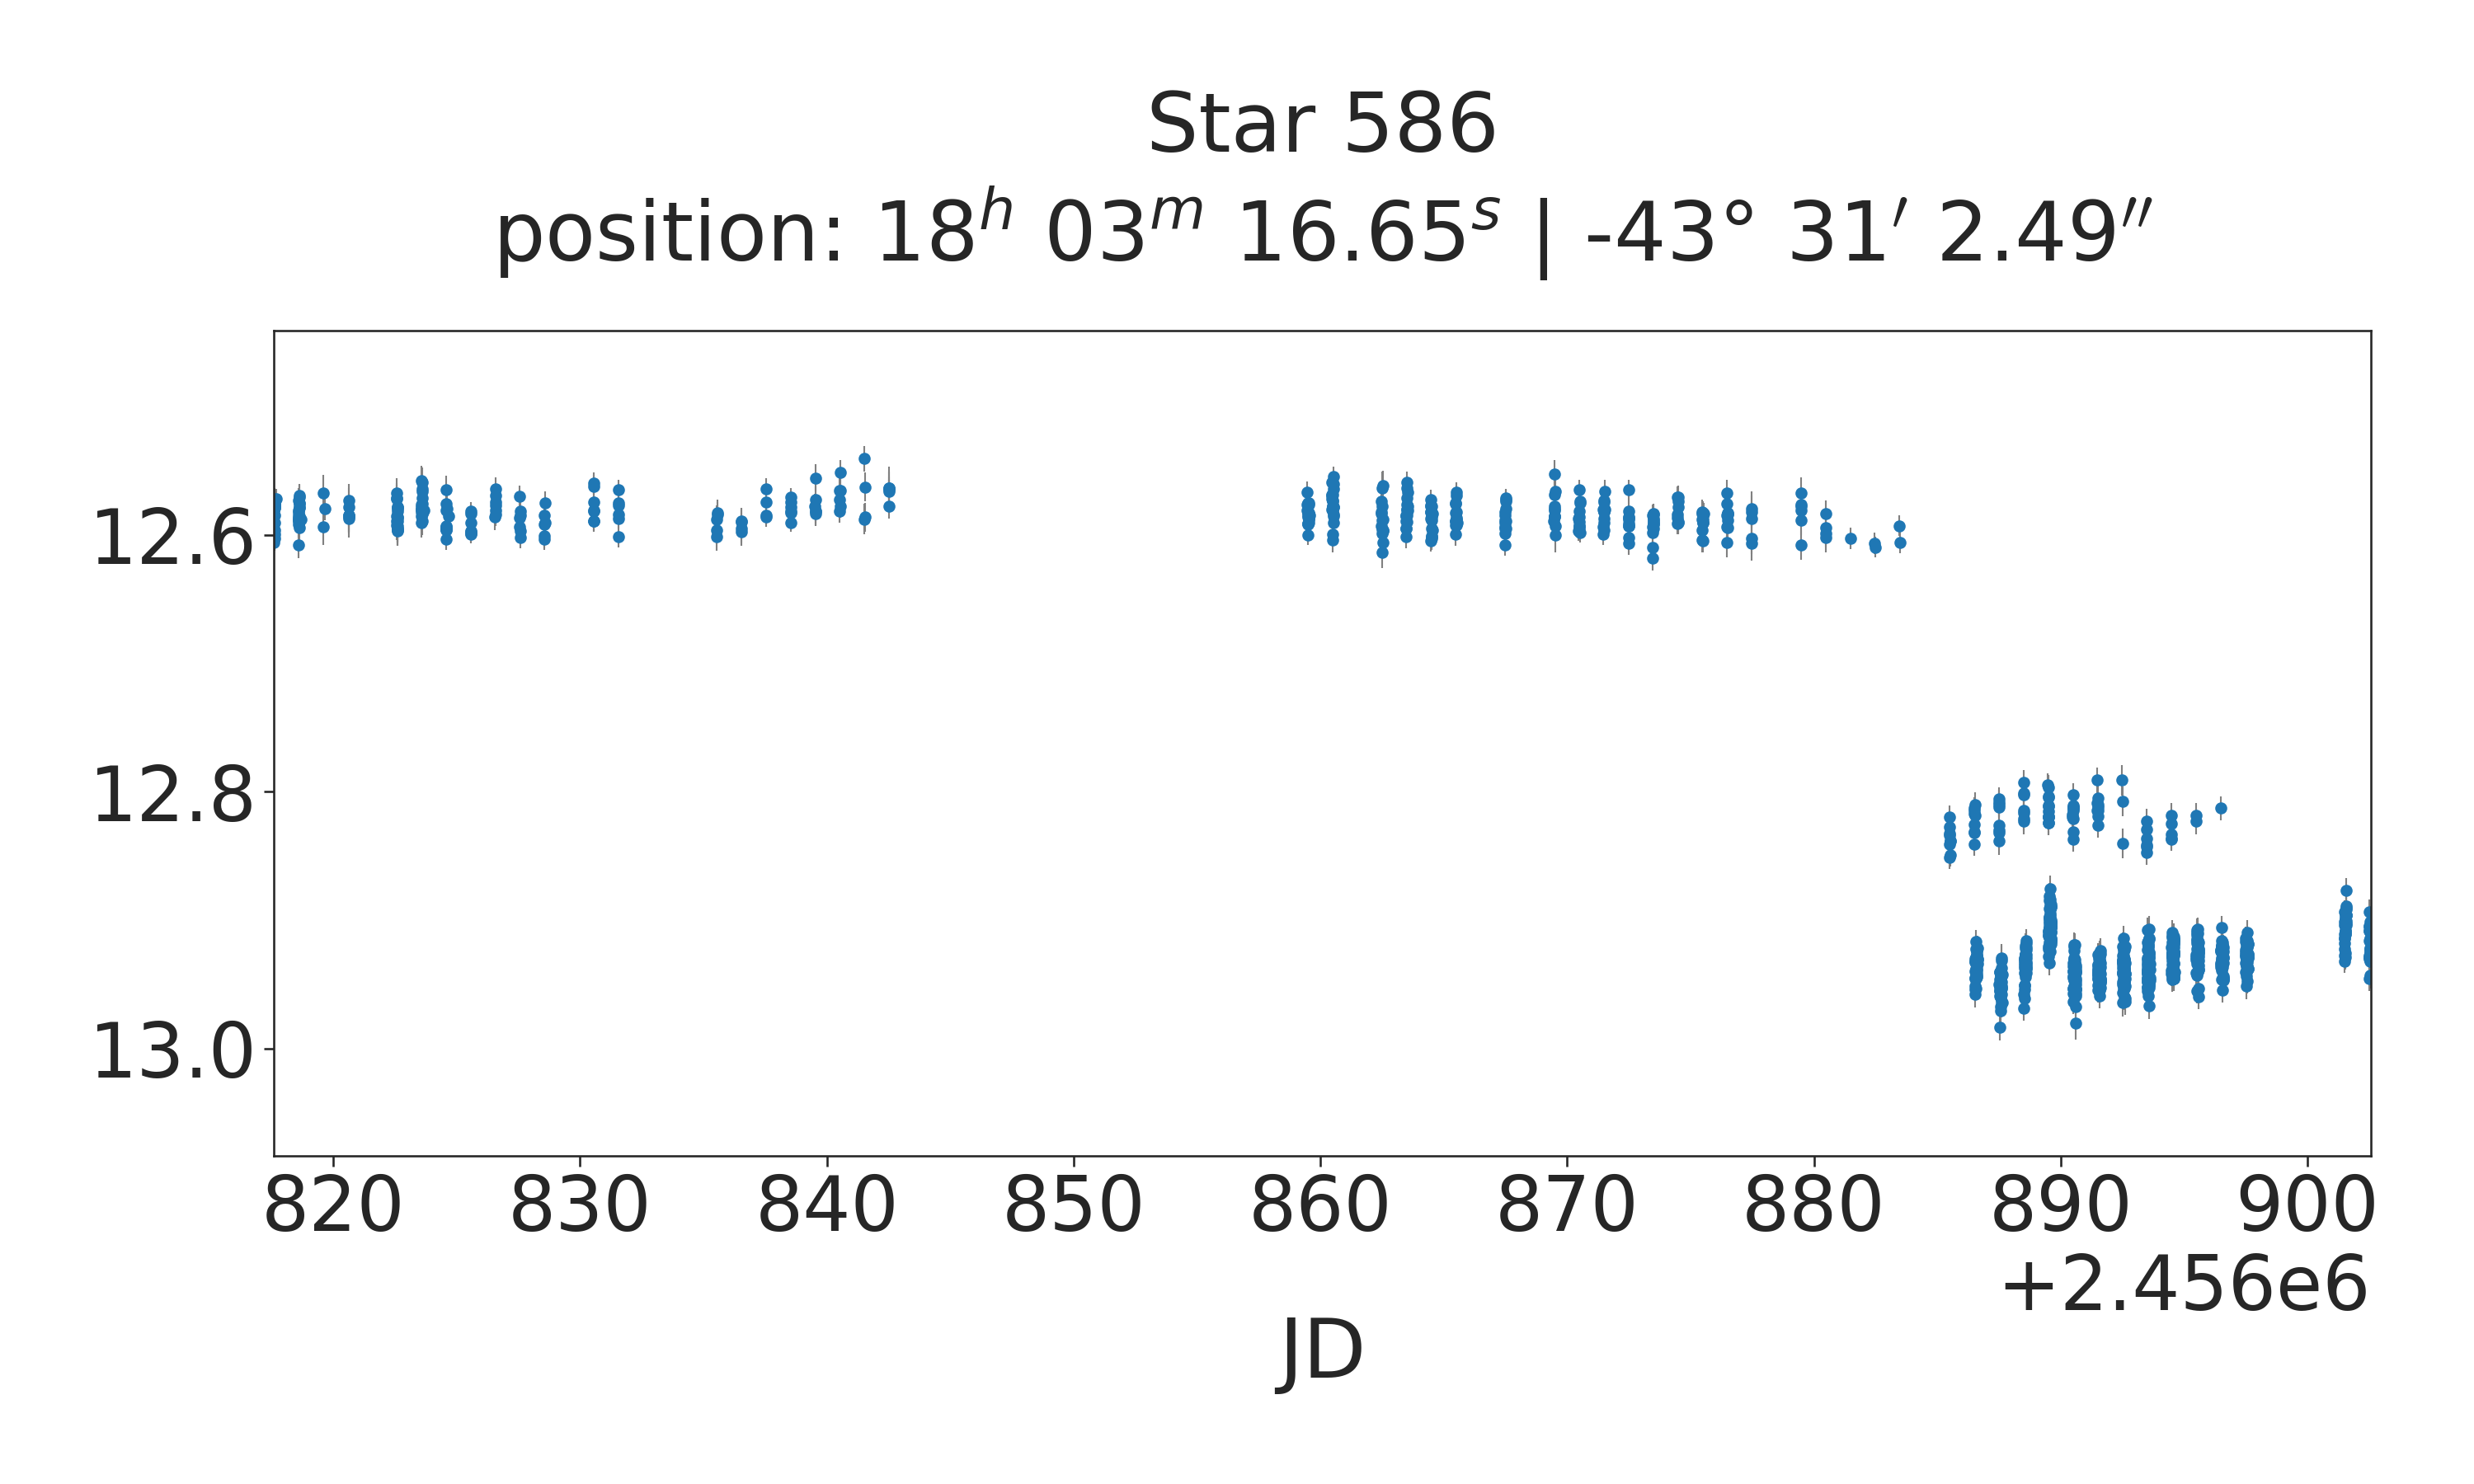 Star 586
position: 18ʰ 03ᵐ 16.65ˢ | -43° 31′ 2.49″
12.6
12.8
13.0
820 830 840 850 860 870 880 890 900
+2.456e6
JD